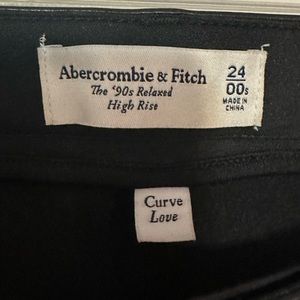 Abercrombie & Fitch
The '90s Relaxed
High Rise
24
00s
MADE IN
CHINA
Curve
Love